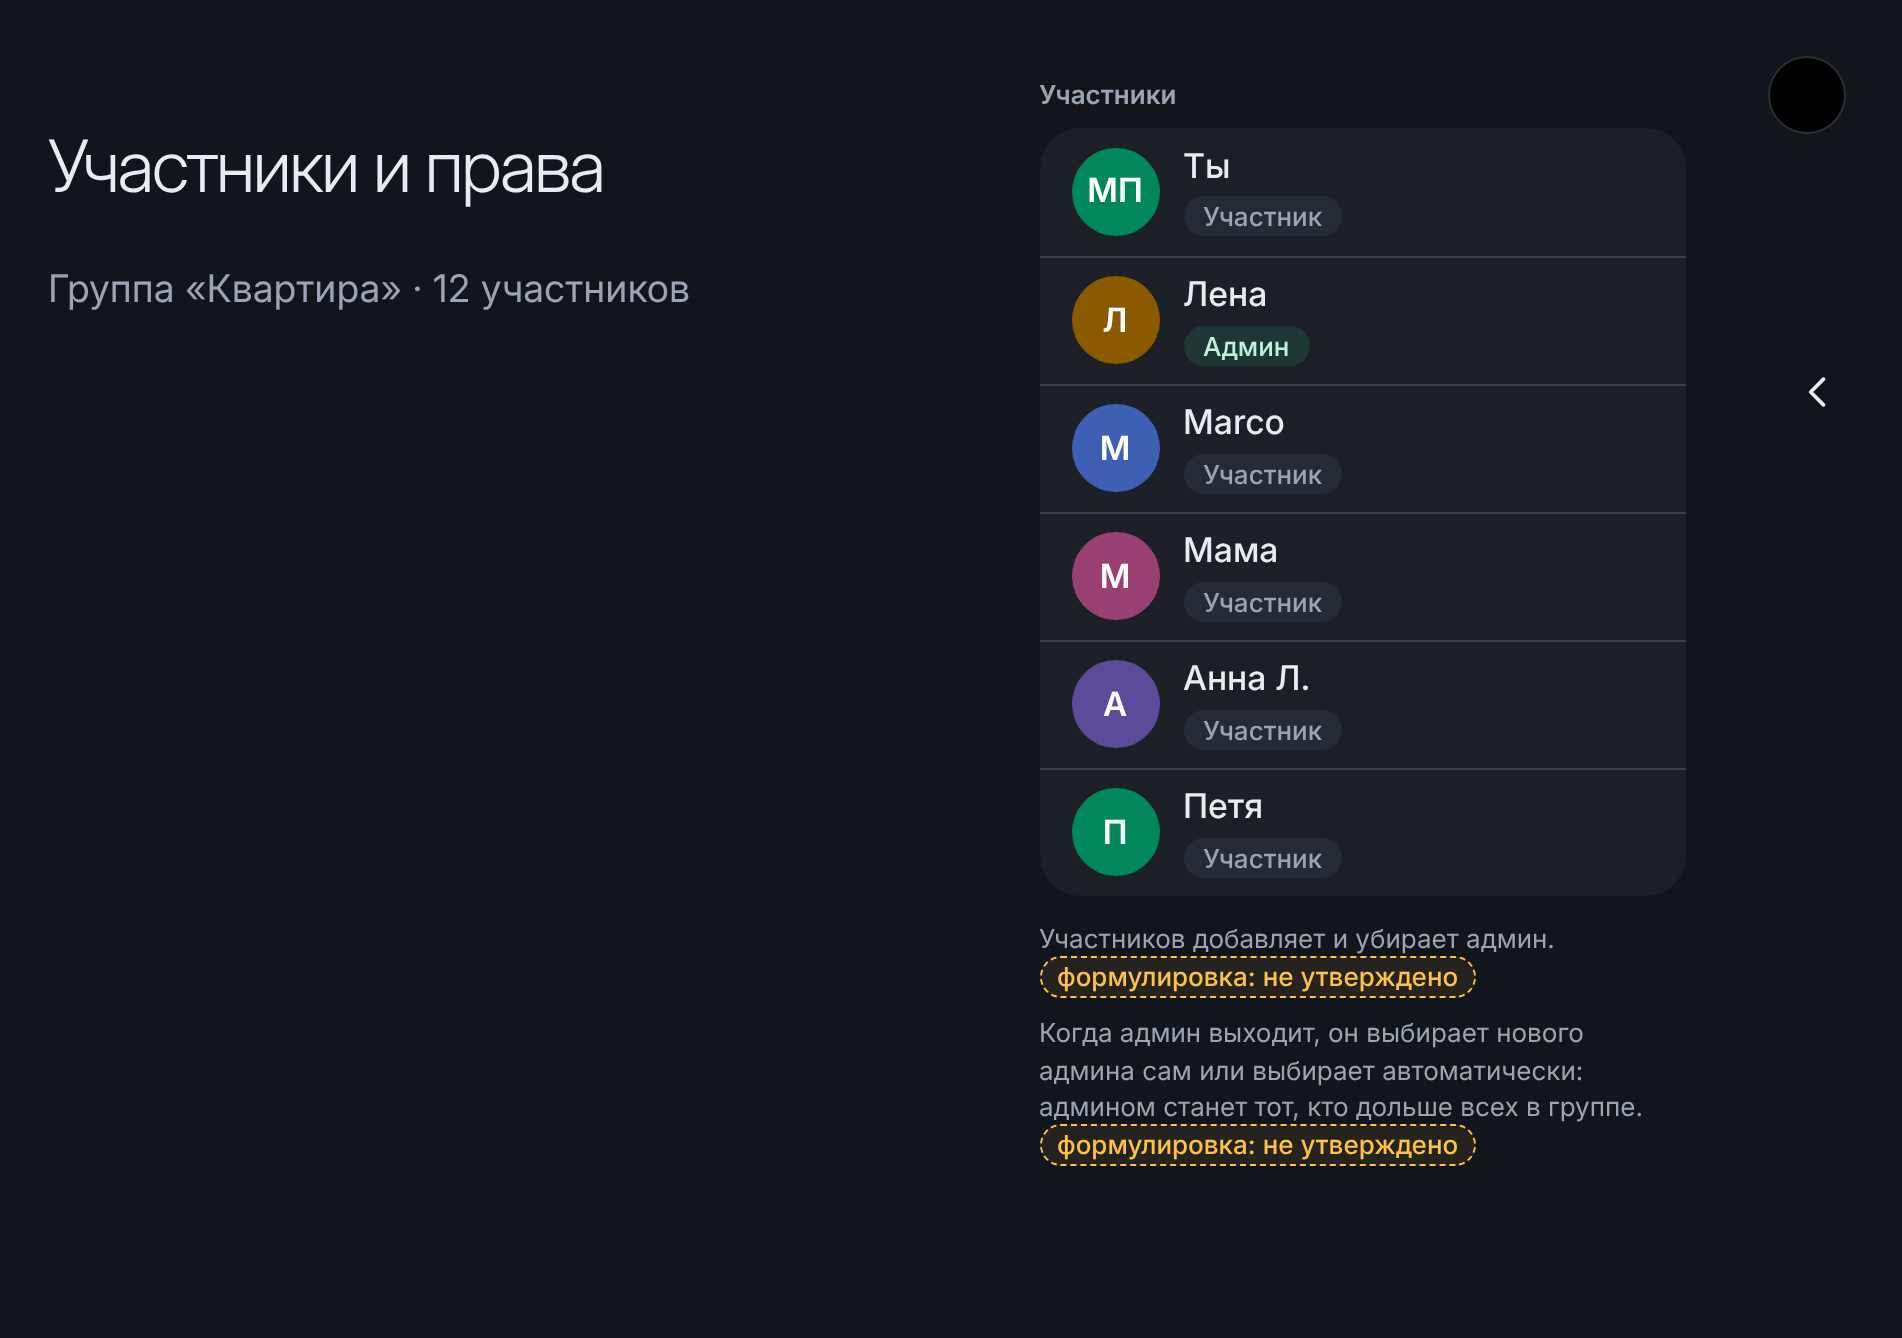 Участники и права
Группа «Квартира» · 12 участников
Участники
МП
Ты
Участник
Л
Лена
Админ
M
Marco
Участник
М
Мама
Участник
А
Анна Л.
Участник
П
Петя
Участник
Участников добавляет и убирает админ.
формулировка: не утверждено
Когда админ выходит, он выбирает нового
админа сам или выбирает автоматически:
админом станет тот, кто дольше всех в группе.
формулировка: не утверждено